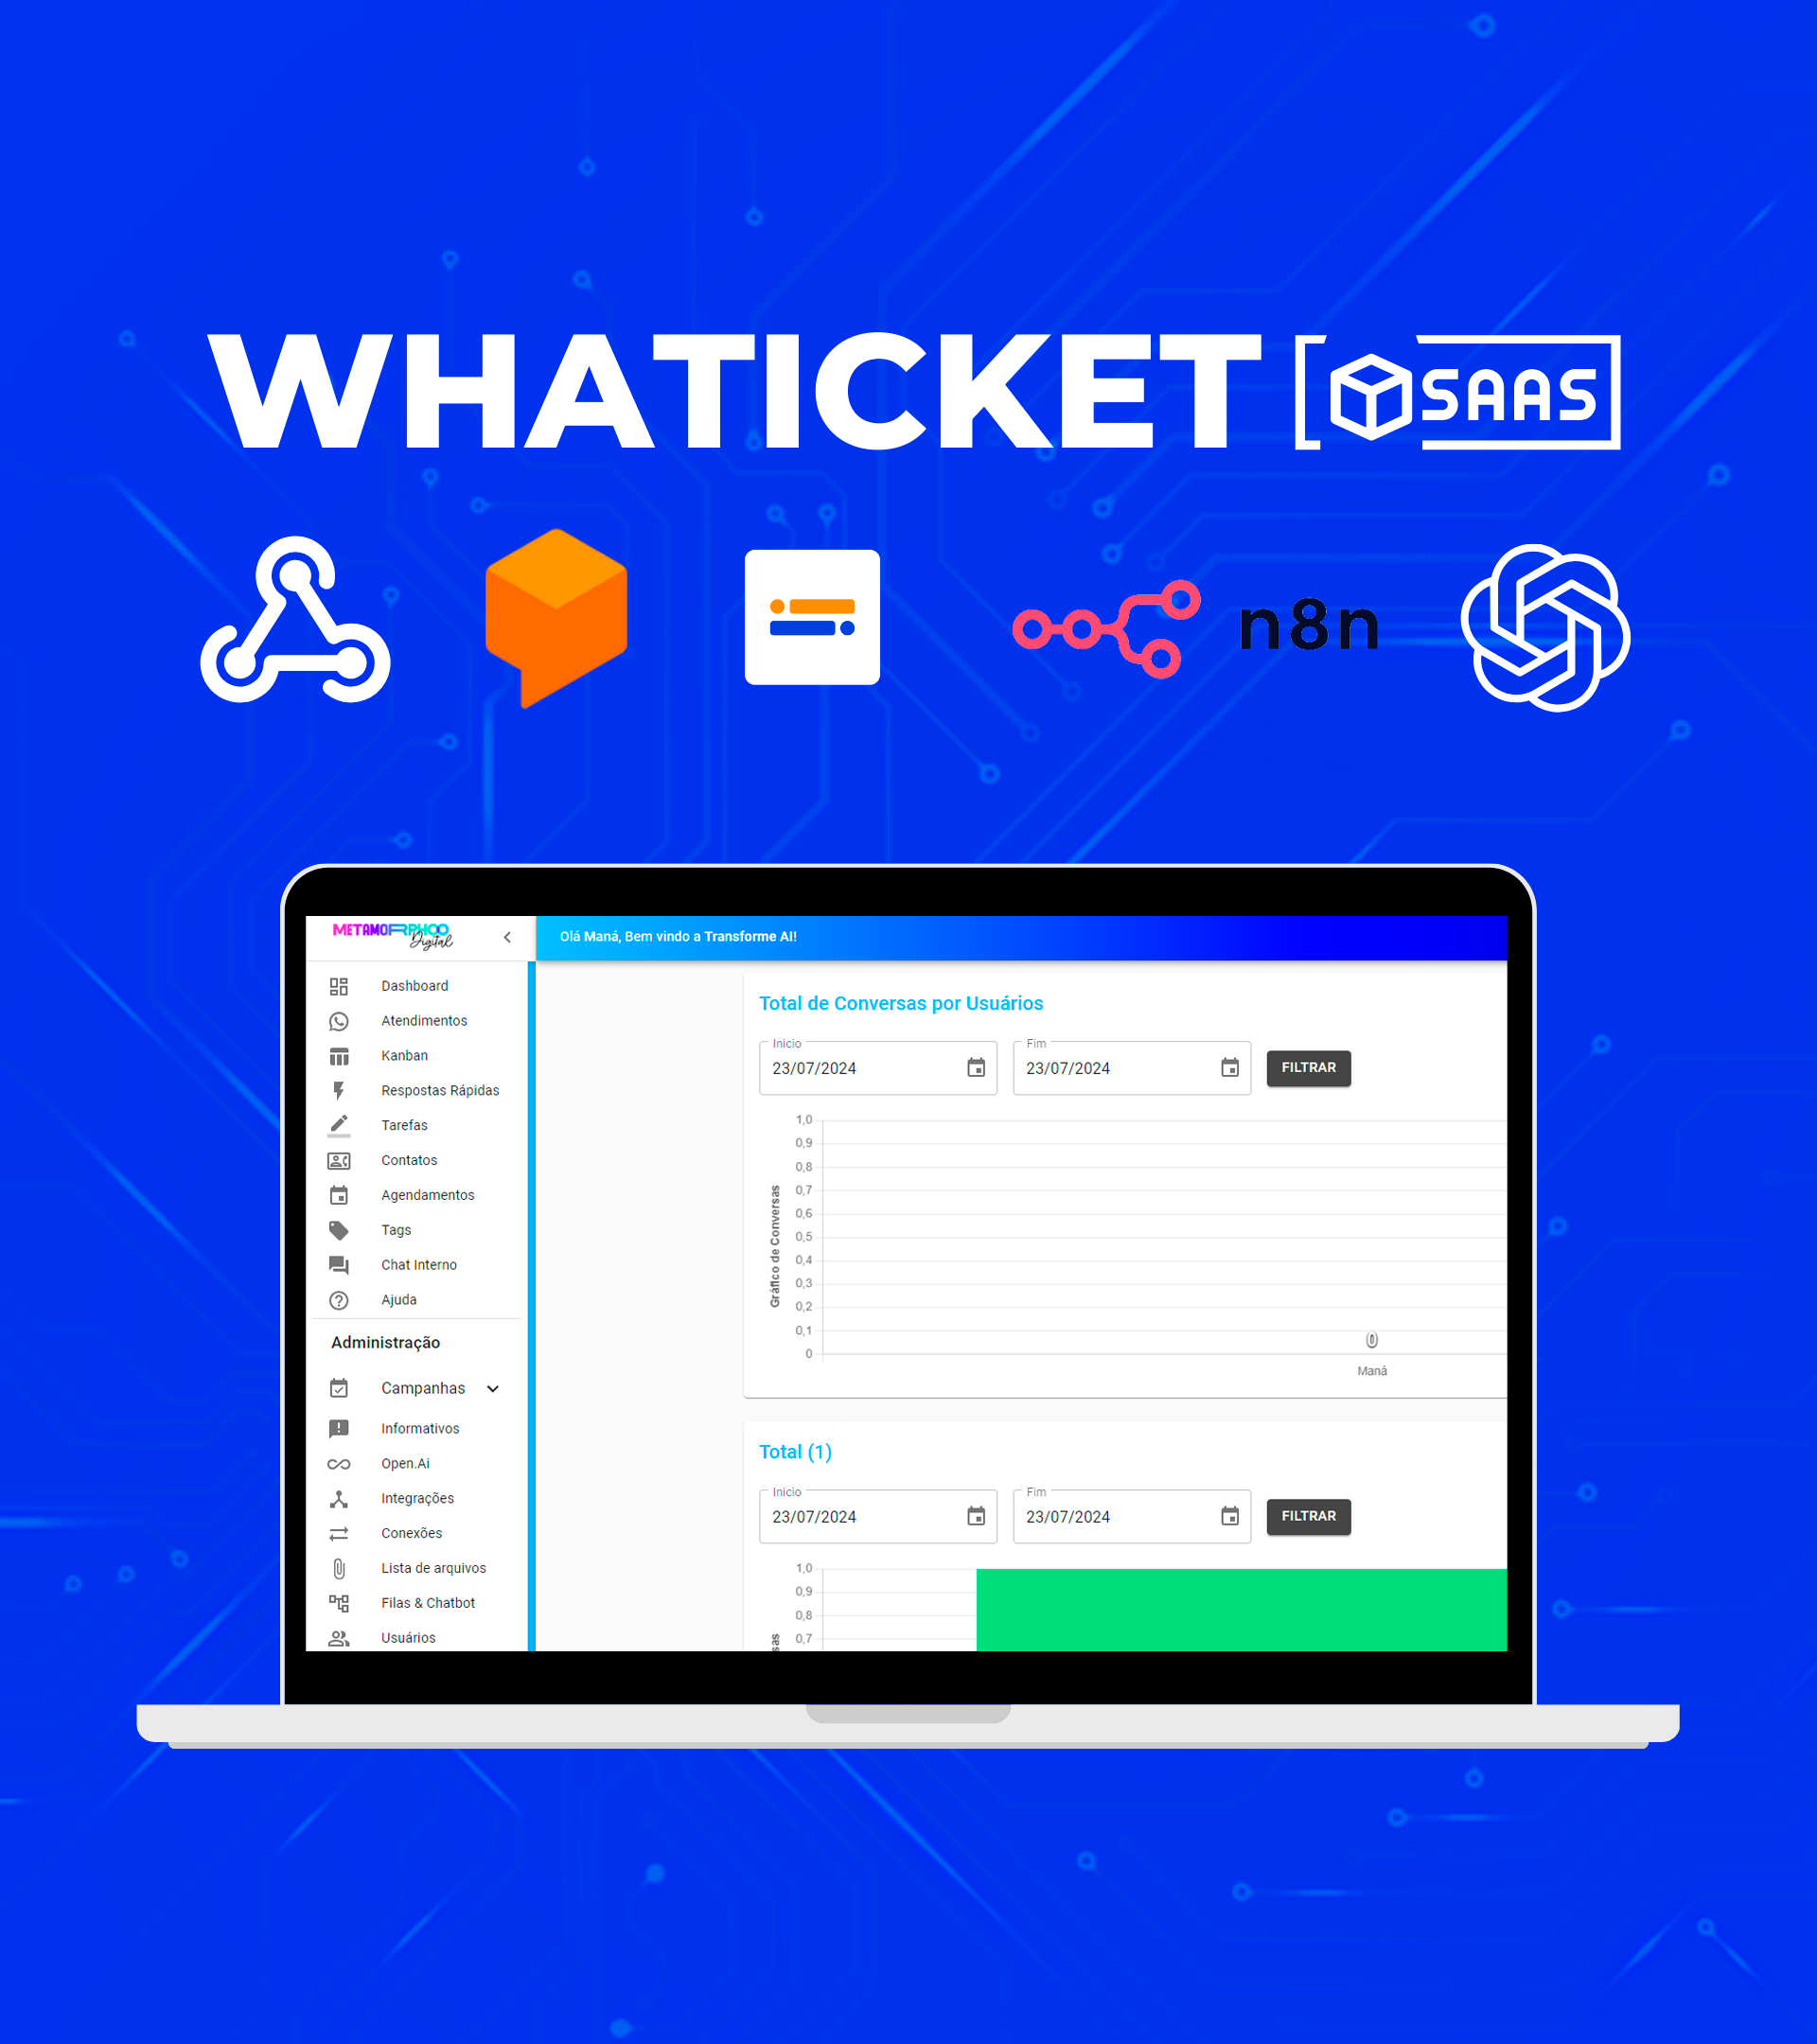 WHATICKET SAAS
n8n
METAMORPHOO
Digital
Olá Maná, Bem vindo a Transforme AI!
Dashboard
Atendimentos
Kanban
Respostas Rápidas
Tarefas
Contatos
Agendamentos
Tags
Chat Interno
Ajuda
Administração
Campanhas
Informativos
Open.Ai
Integrações
Conexões
Lista de arquivos
Filas & Chatbot
Usuários
Total de Conversas por Usuários
Inicio
23/07/2024
Fim
23/07/2024
FILTRAR
Gráfico de Conversas
1,0
0,9
0,8
0,7
0,6
0,5
0,4
0,3
0,2
0,1
0
0
Maná
Total (1)
Inicio
23/07/2024
Fim
23/07/2024
FILTRAR
1,0
0,9
0,8
0,7
sas